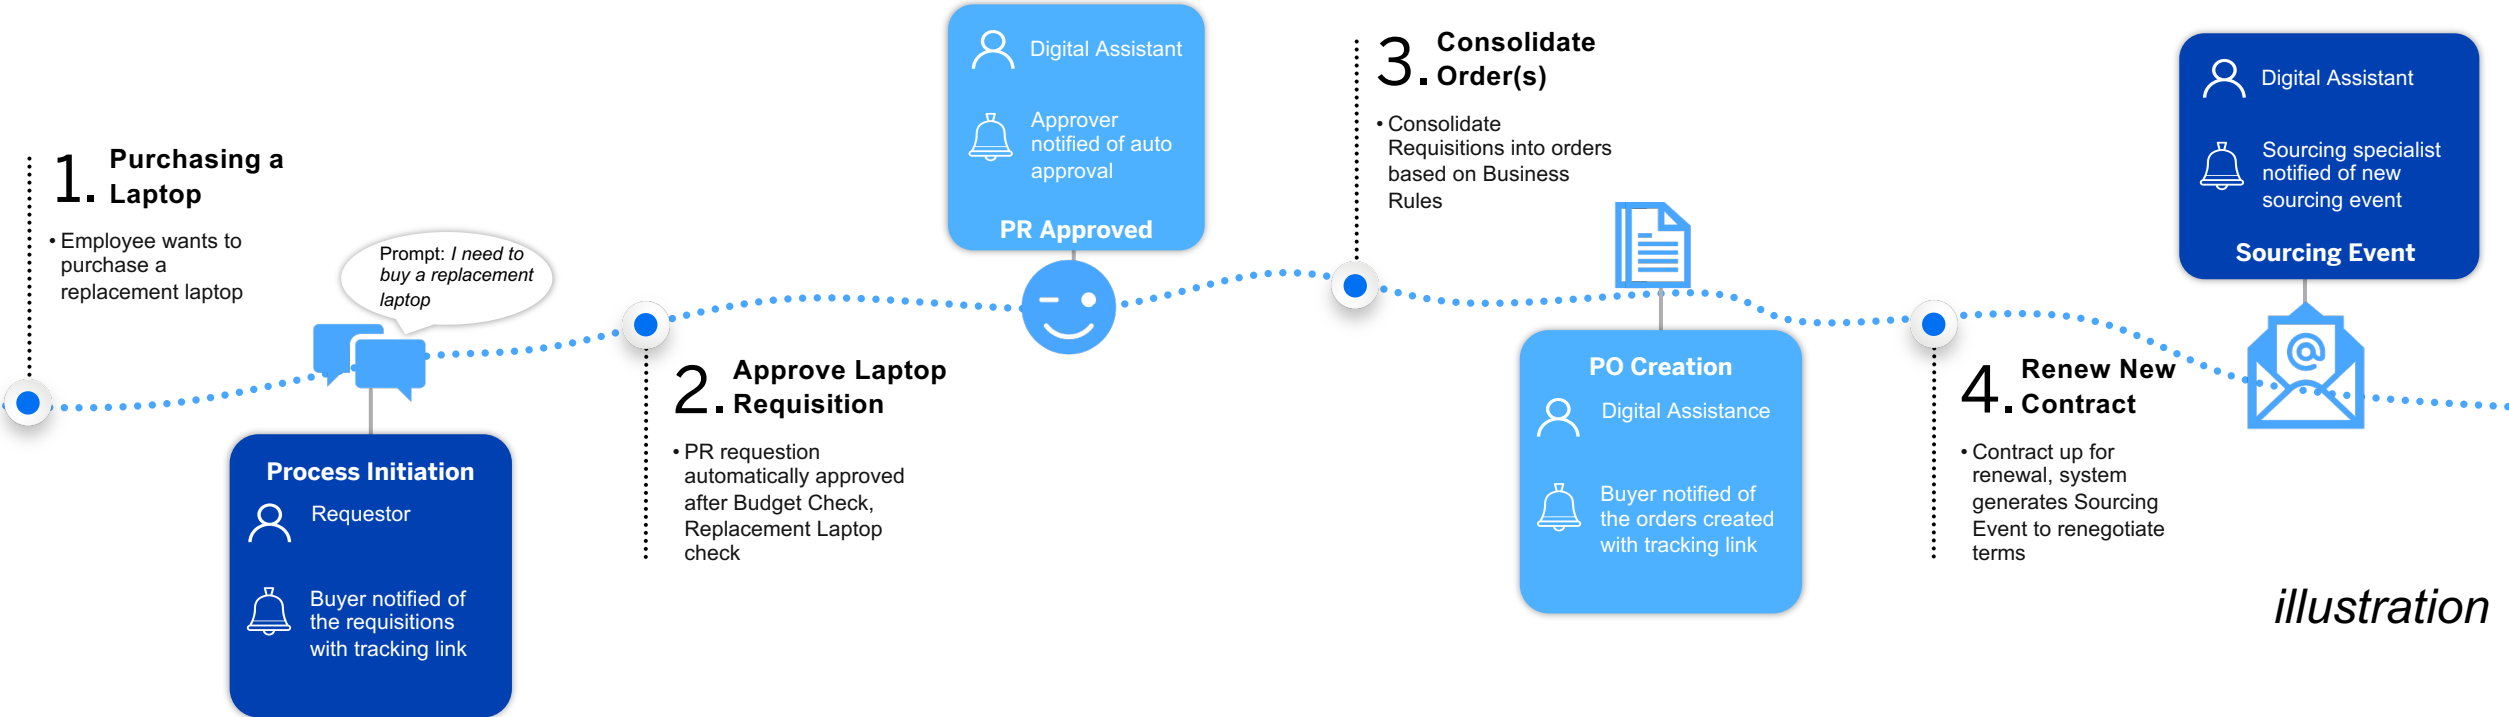 1.
Purchasing a
Laptop
• Employee wants to
purchase a
replacement laptop
Prompt: I need to
buy a replacement
laptop
Process Initiation
Requestor
Buyer notified of
the requisitions
with tracking link
2.
Approve Laptop
Requisition
• PR requestion
automatically approved
after Budget Check,
Replacement Laptop
check
Digital Assistant
Approver
notified of auto
approval
PR Approved
3.
Consolidate
Order(s)
• Consolidate
Requisitions into orders
based on Business
Rules
PO Creation
Digital Assistance
Buyer notified of
the orders created
with tracking link
4.
Renew New
Contract
• Contract up for
renewal, system
generates Sourcing
Event to renegotiate
terms
Digital Assistant
Sourcing specialist
notified of new
sourcing event
Sourcing Event
@
illustration